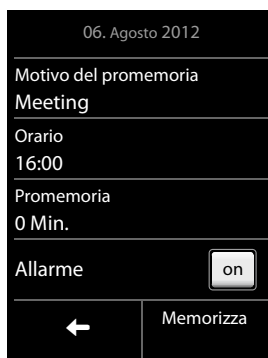 06. Agosto 2012
Motivo del promemoria
Meeting
Orario
16:00
Promemoria
0 Min.
Allarme
on
Memorizza